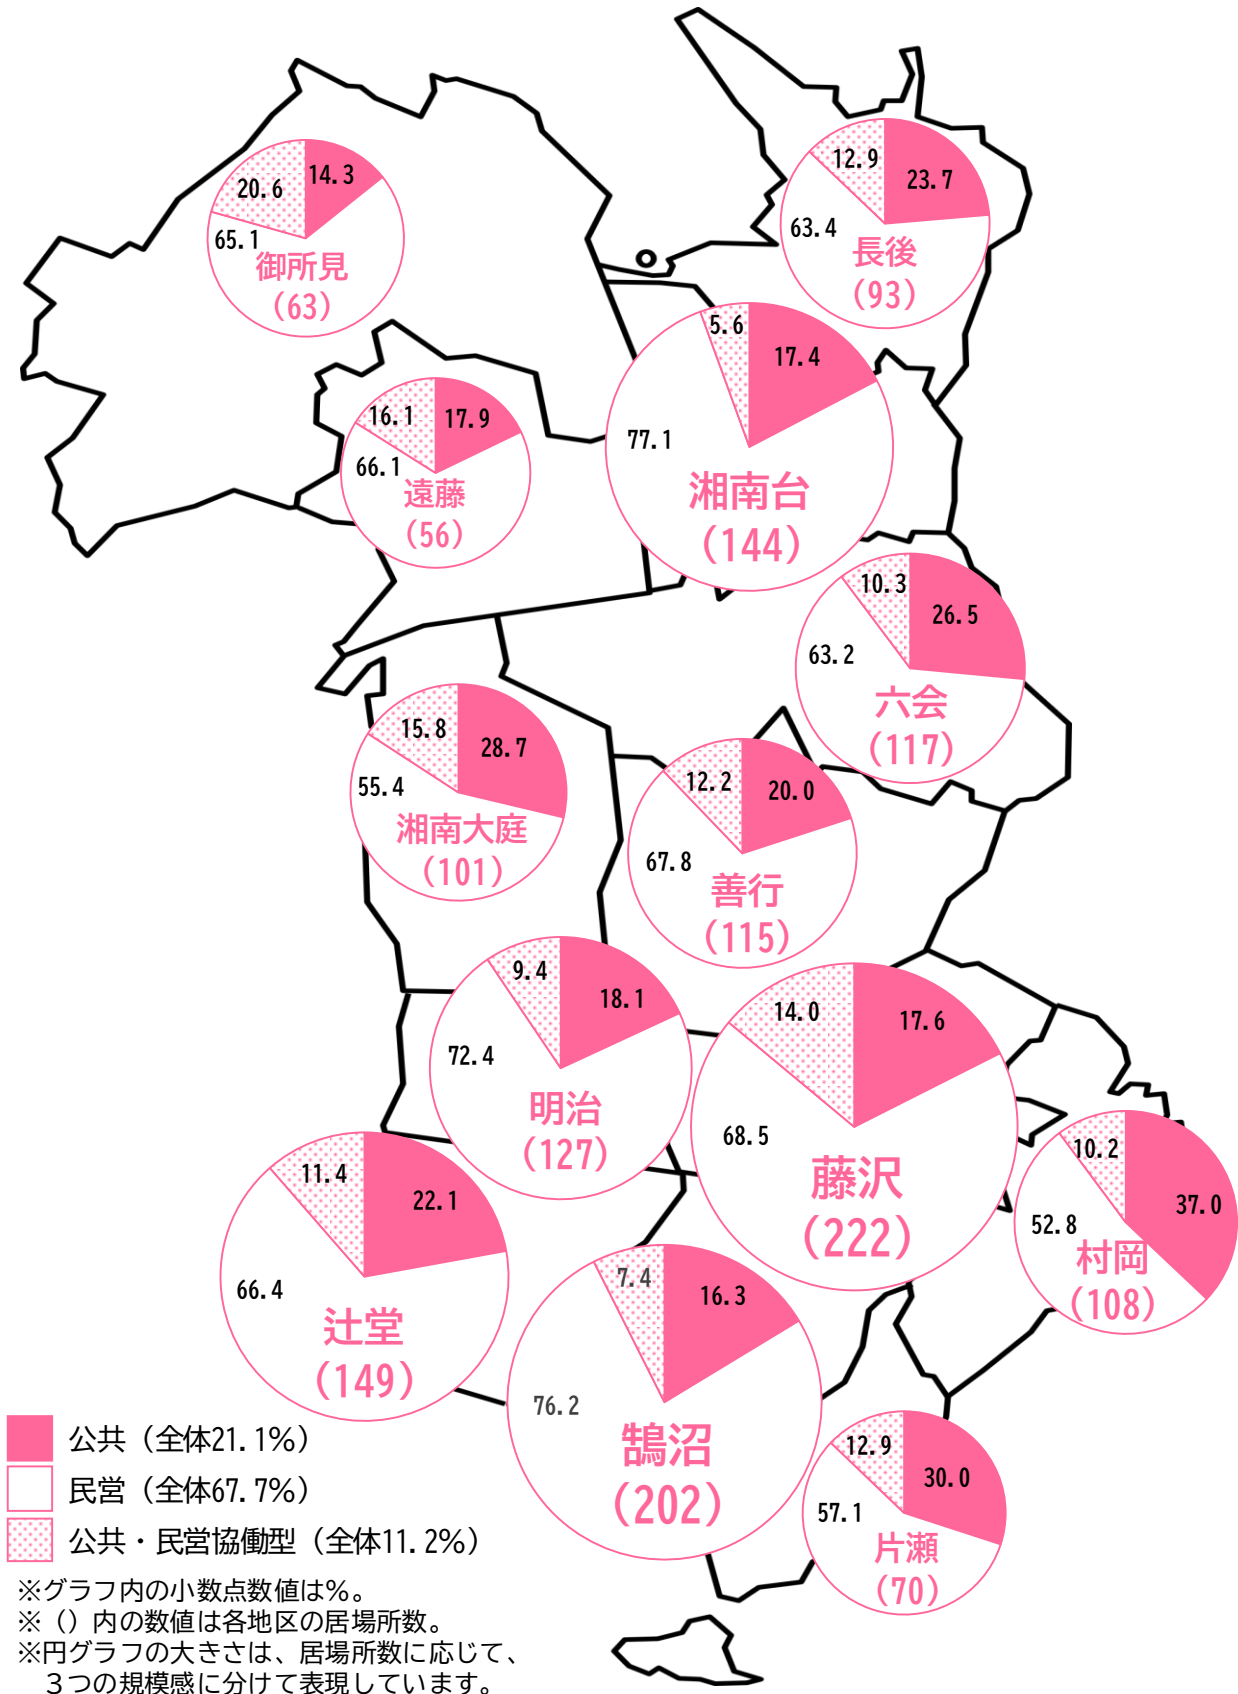 14.3
20.6
65.1
御所見
(63)
12.9
23.7
63.4
長後
(93)
5.6
17.4
77.1
湘南台
(144)
16.1
17.9
66.1
遠藤
(56)
10.3
26.5
63.2
六会
(117)
15.8
28.7
55.4
湘南大庭
(101)
12.2
20.0
67.8
善行
(115)
9.4
18.1
72.4
明治
(127)
14.0
17.6
68.5
藤沢
(222)
10.2
37.0
52.8
村岡
(108)
11.4
22.1
66.4
辻堂
(149)
7.4
16.3
76.2
鵠沼
(202)
12.9
30.0
57.1
片瀬
(70)
公共（全体21.1%）
民営（全体67.7%）
公共・民営協働型（全体11.2%）
※グラフ内の小数点数値は%。
※（）内の数値は各地区の居場所数。
※円グラフの大きさは、居場所数に応じて、
３つの規模感に分けて表現しています。